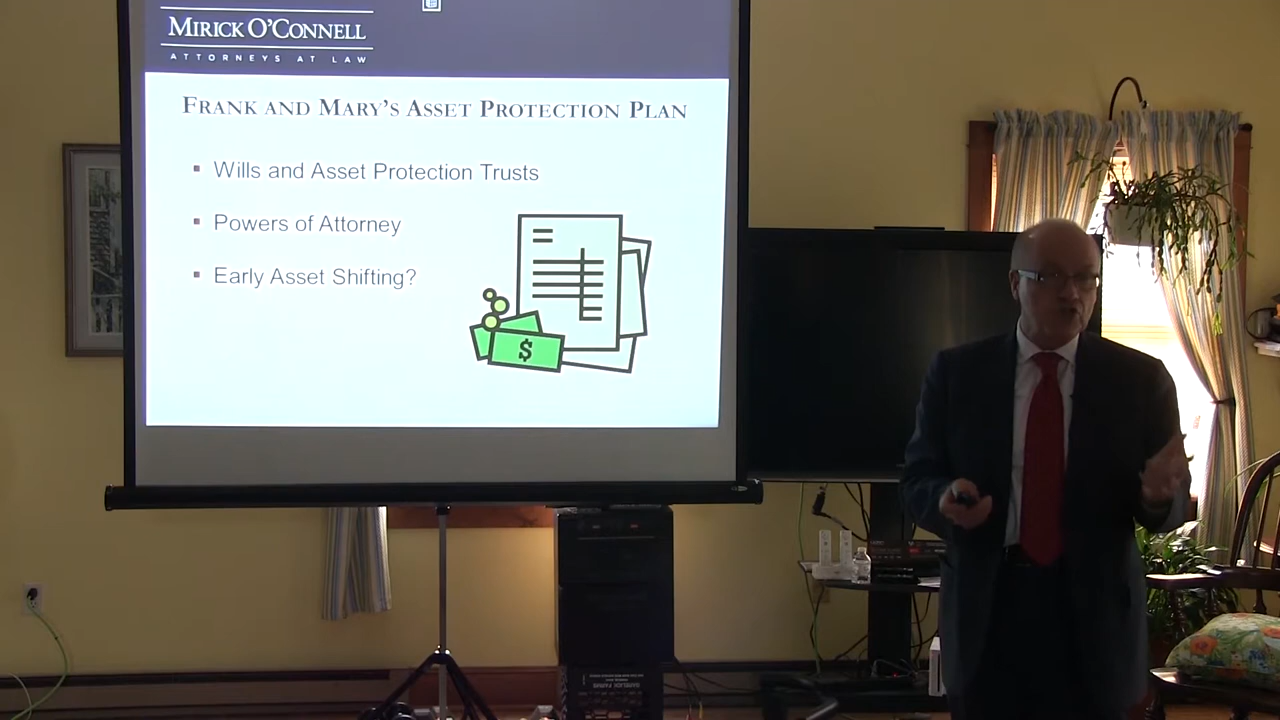 MIRICK O'CONNELL
ATTORNEYS AT LAW
FRANK AND MARY'S ASSET PROTECTION PLAN
▪ Wills and Asset Protection Trusts
▪ Powers of Attorney
▪ Early Asset Shifting?
$